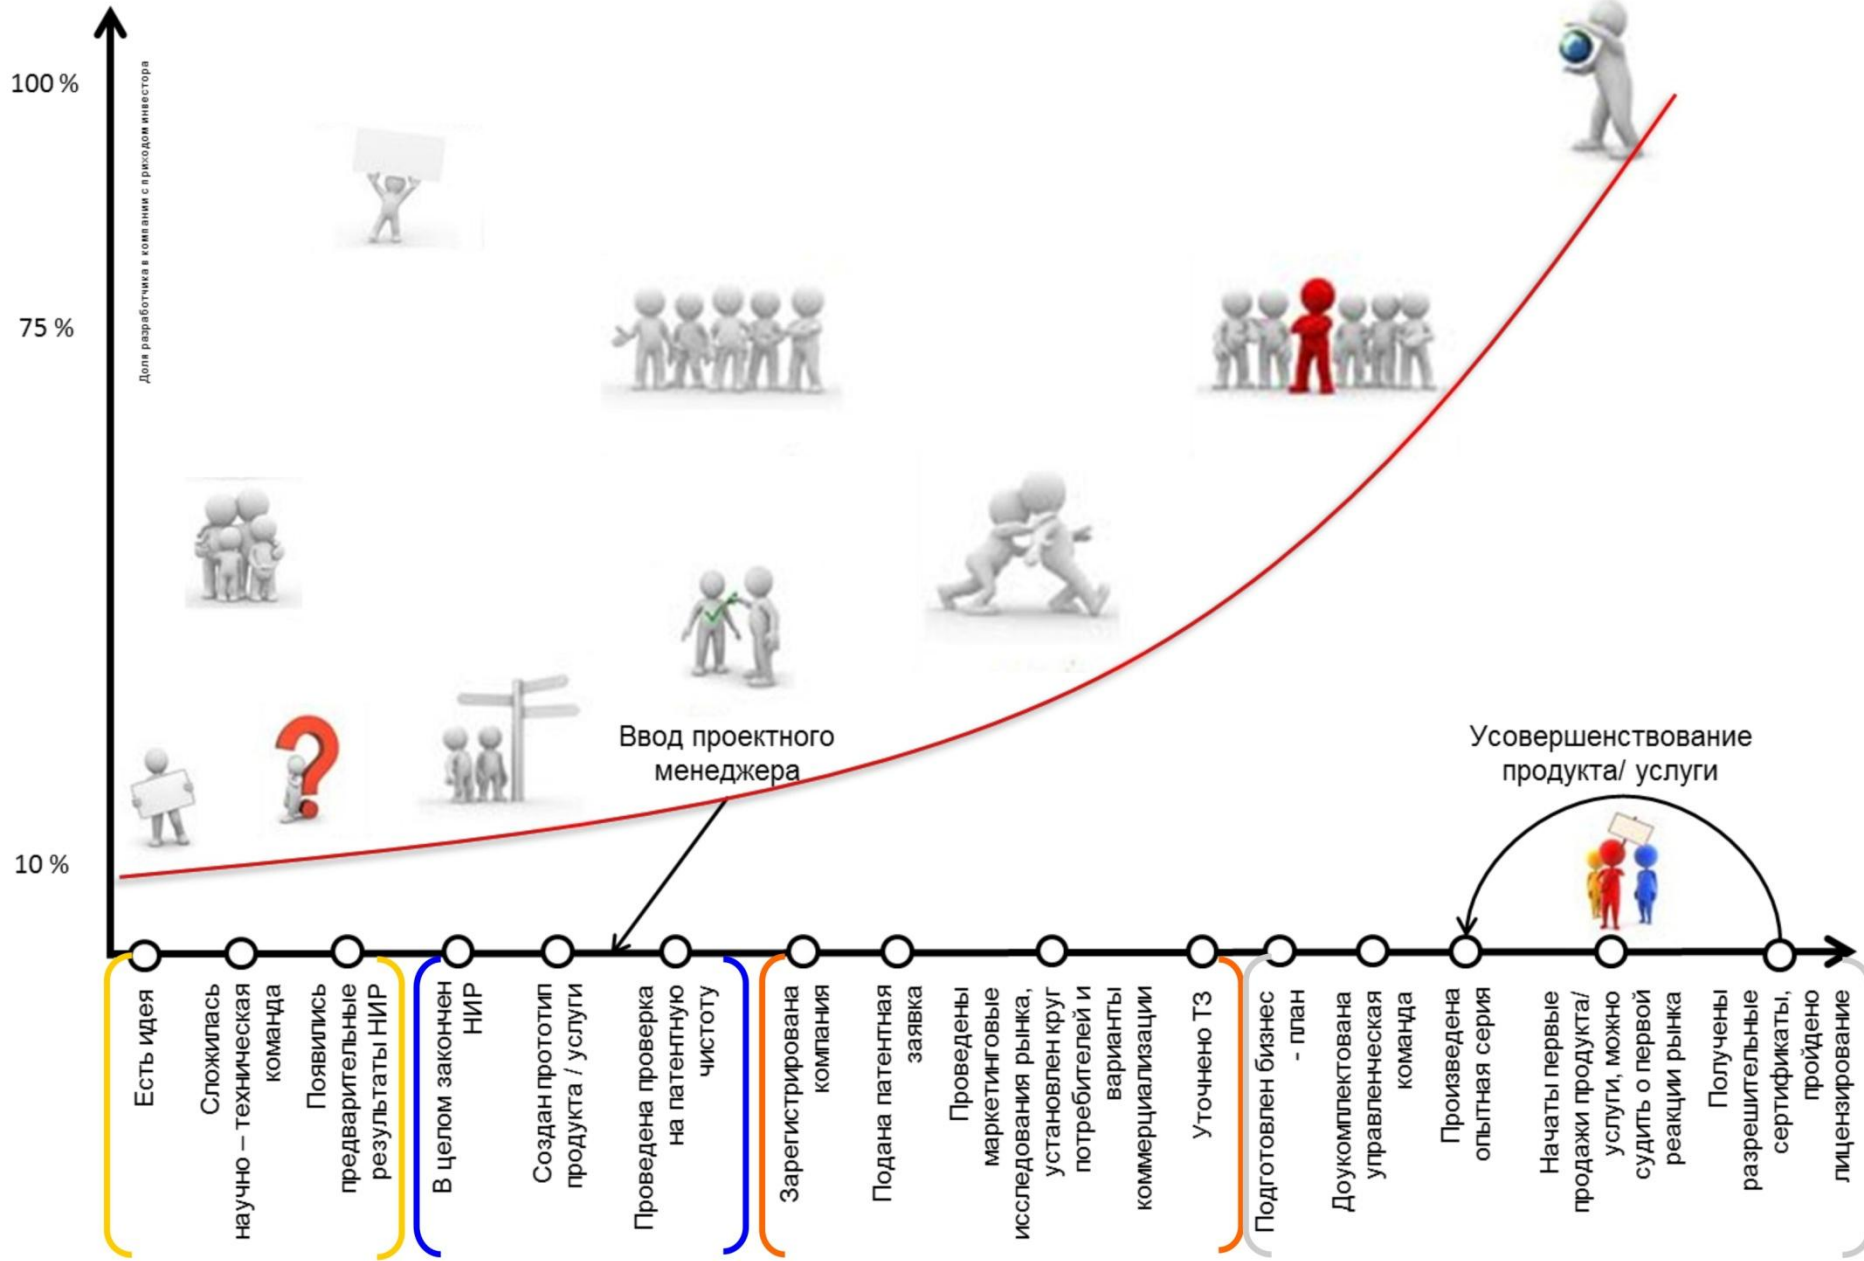 100 %
75 %
10 %
Доля разработчика в компании с приходом инвестора
Ввод проектного
менеджера
Усовершенствование
продукта/ услуги
Есть идея
Сложилась
научно – техническая
команда
Появились
предварительные
результаты НИР
В целом закончен
НИР
Создан прототип
продукта / услуги
Проведена проверка
на патентную
чистоту
Зарегистрирована
компания
Подана патентная
заявка
Проведены
маркетинговые
исследования рынка,
установлен круг
потребителей и
варианты
коммерциализации
Уточнено ТЗ
Подготовлен бизнес
- план
Доукомплектована
управленческая
команда
Произведена
опытная серия
Начаты первые
продажи продукта/
услуги, можно
судить о первой
реакции рынка
Получены
разрешительные
сертификаты,
пройдено
лицензирование